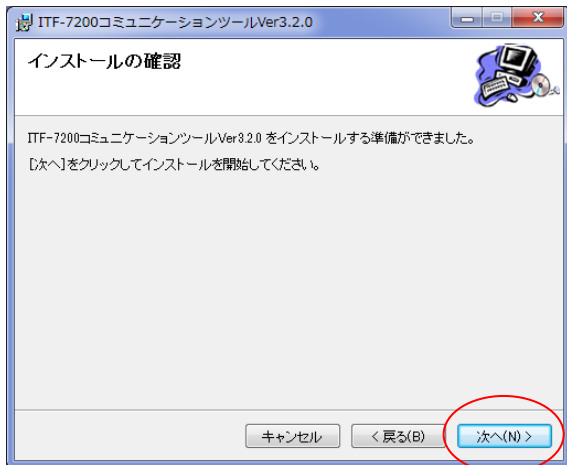 ITF-7200コミュニケーションツールVer3.2.0
インストールの確認
ITF-7200コミュニケーションツールVer3.2.0 をインストールする準備ができました。
[次へ]をクリックしてインストールを開始してください。
キャンセル
< 戻る(B)
次へ(N) >